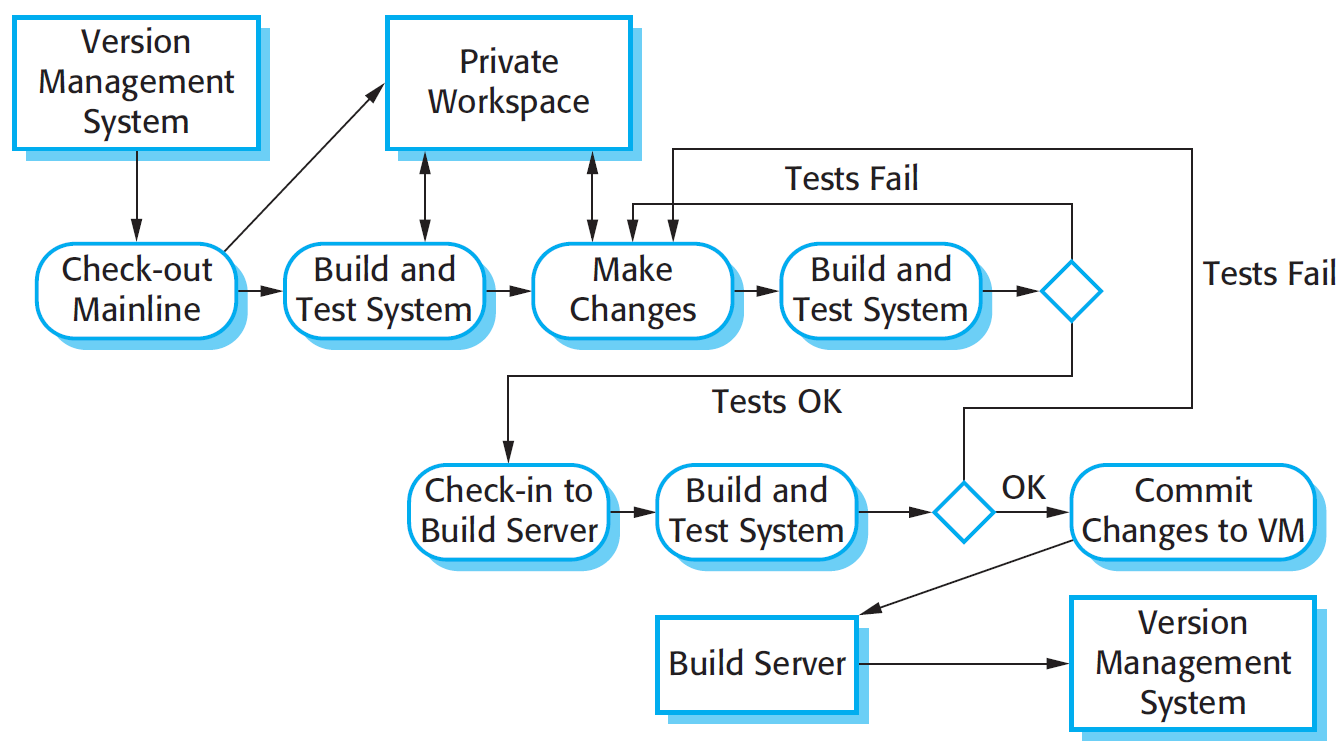 Version
Management
System
Private
Workspace
Tests Fail
Tests Fail
Check-out
Mainline
Build and
Test System
Make
Changes
Build and
Test System
Tests OK
Check-in to
Build Server
Build and
Test System
OK
Commit
Changes to VM
Build Server
Version
Management
System